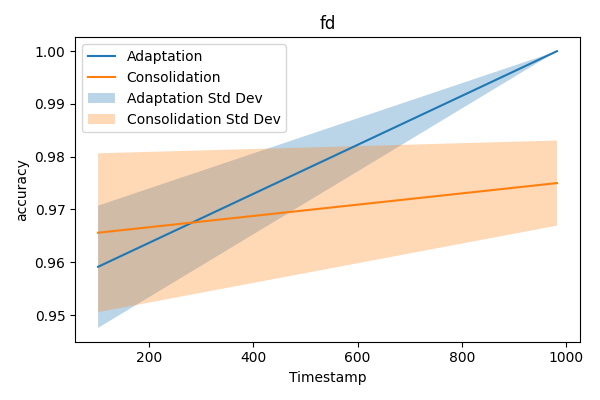 fd
Adaptation
Consolidation
Adaptation Std Dev
Consolidation Std Dev
accuracy
1.00
0.99
0.98
0.97
0.96
0.95
200 400 600 800 1000
Timestamp